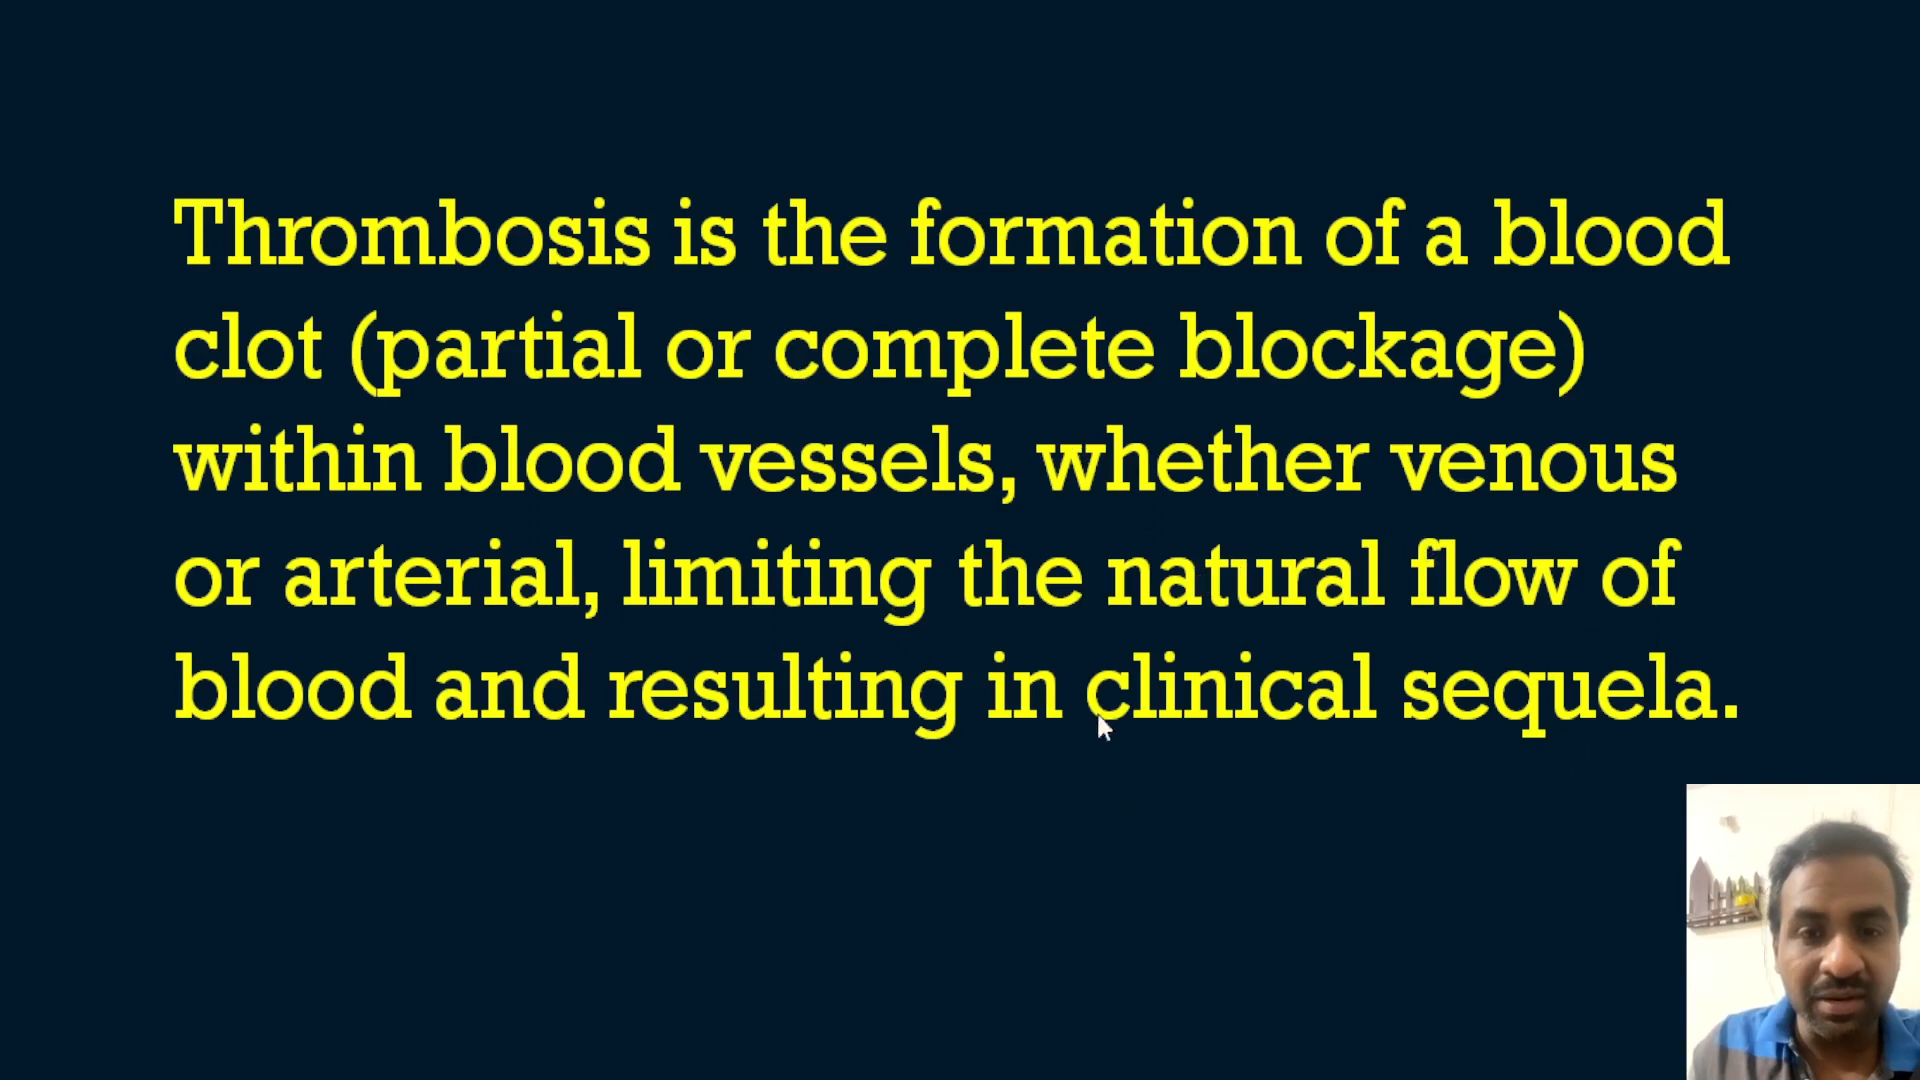 Thrombosis is the formation of a blood
clot (partial or complete blockage)
within blood vessels, whether venous
or arterial, limiting the natural flow of
blood and resulting in clinical sequela.